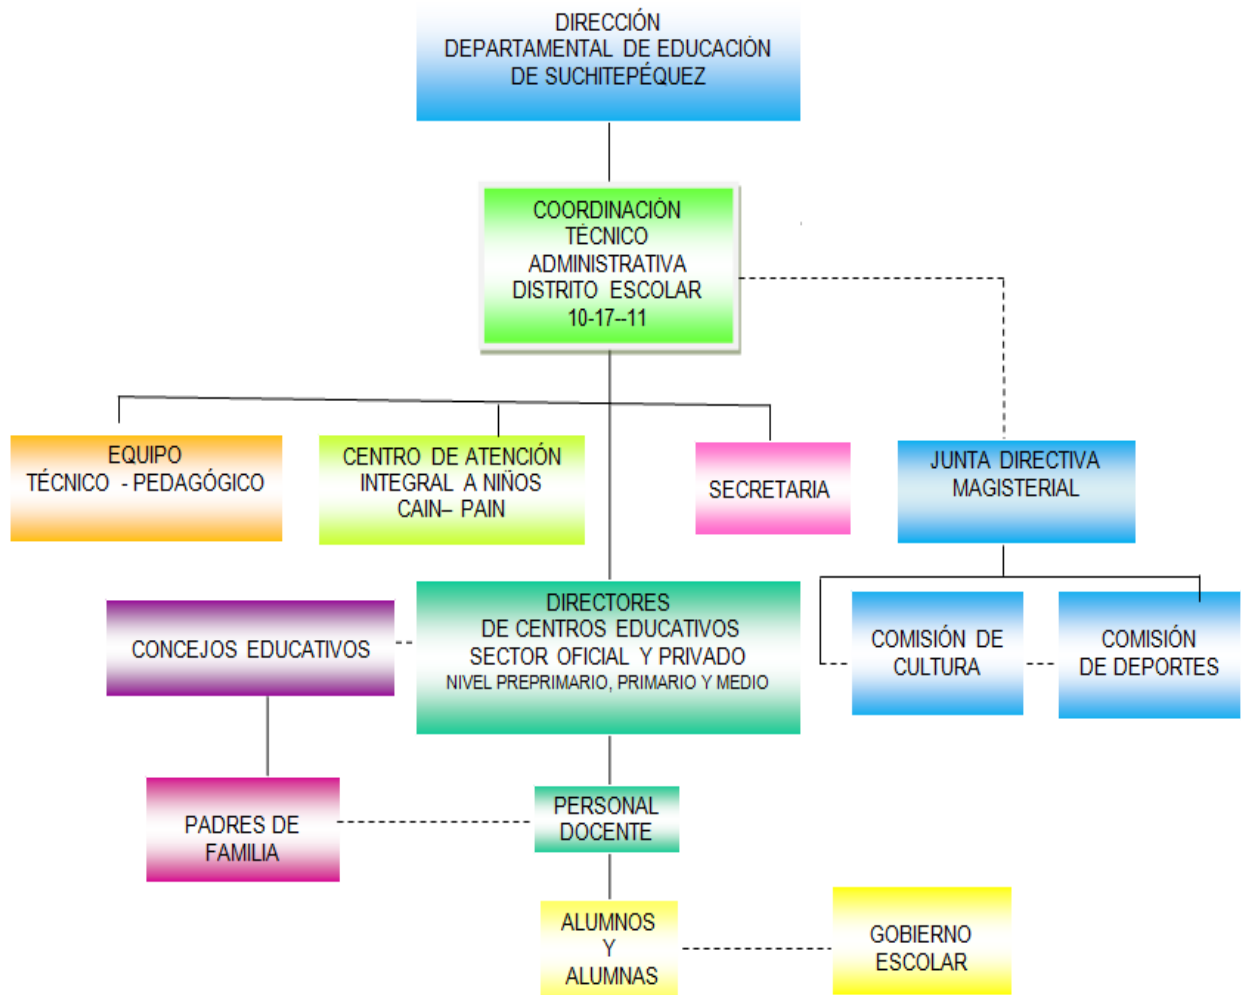 DIRECCIÓN
DEPARTAMENTAL DE EDUCACIÓN
DE SUCHITEPÉQUEZ
COORDINACIÓN
TÉCNICO
ADMINISTRATIVA
DISTRITO ESCOLAR
10-17--11
EQUIPO
TÉCNICO - PEDAGÓGICO
CENTRO DE ATENCIÓN
INTEGRAL A NIÑOS
CAIN– PAIN
SECRETARIA
JUNTA DIRECTIVA
MAGISTERIAL
CONCEJOS EDUCATIVOS
DIRECTORES
DE CENTROS EDUCATIVOS
SECTOR OFICIAL Y PRIVADO
NIVEL PREPRIMARIO, PRIMARIO Y MEDIO
COMISIÓN DE
CULTURA
COMISIÓN
DE DEPORTES
PADRES DE
FAMILIA
PERSONAL
DOCENTE
ALUMNOS
Y
ALUMNAS
GOBIERNO
ESCOLAR